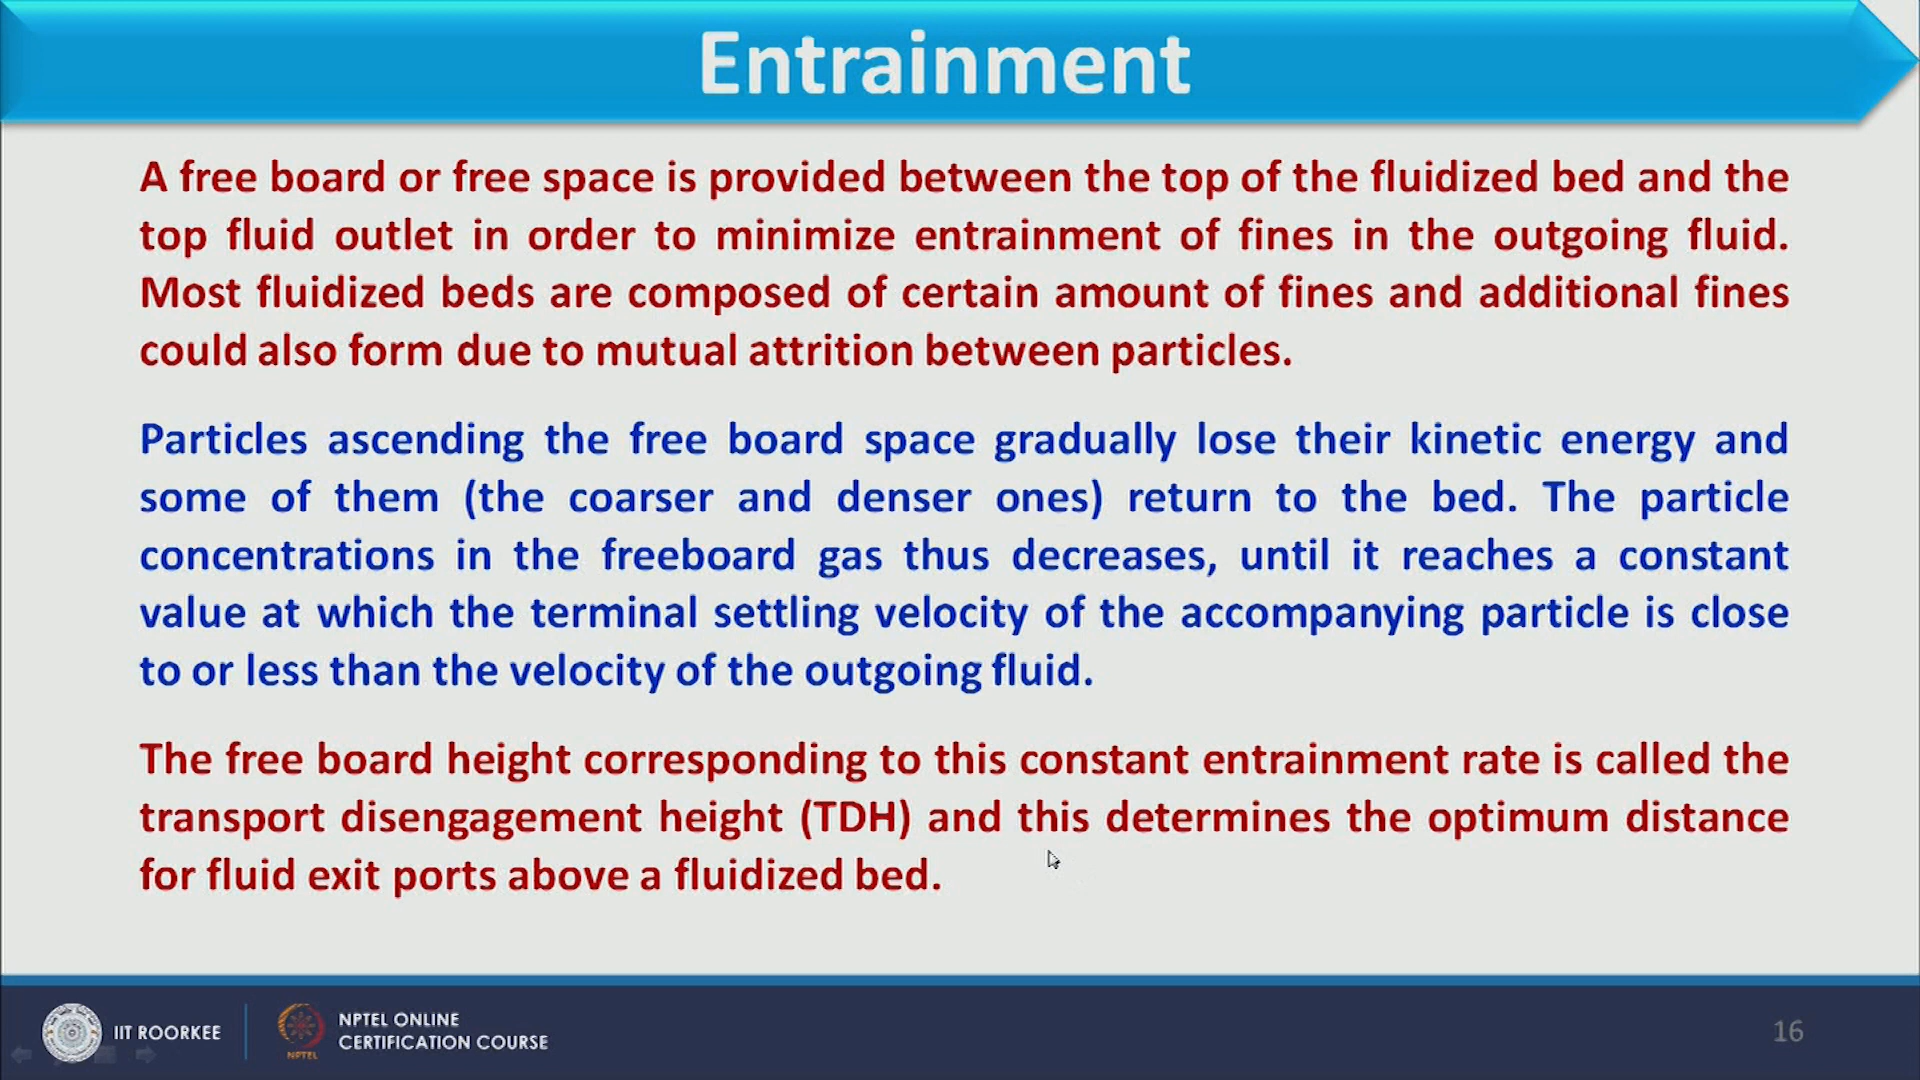 Entrainment
A free board or free space is provided between the top of the fluidized bed and the
top fluid outlet in order to minimize entrainment of fines in the outgoing fluid.
Most fluidized beds are composed of certain amount of fines and additional fines
could also form due to mutual attrition between particles.
Particles ascending the free board space gradually lose their kinetic energy and
some of them (the coarser and denser ones) return to the bed. The particle
concentrations in the freeboard gas thus decreases, until it reaches a constant
value at which the terminal settling velocity of the accompanying particle is close
to or less than the velocity of the outgoing fluid.
The free board height corresponding to this constant entrainment rate is called the
transport disengagement height (TDH) and this determines the optimum distance
for fluid exit ports above a fluidized bed.
IIT ROORKEE
NPTEL
NPTEL ONLINE
CERTIFICATION COURSE
16